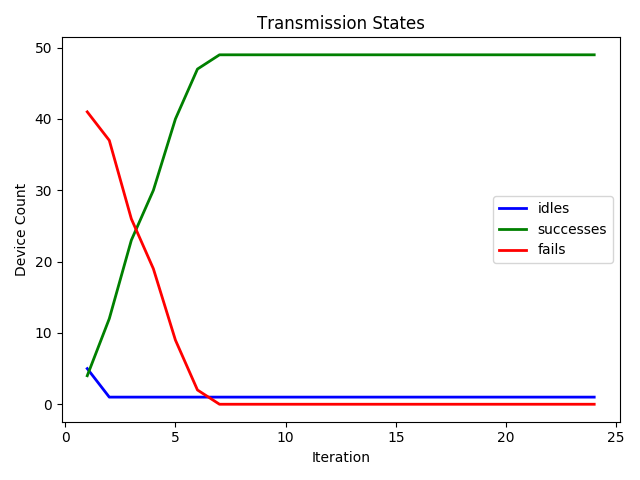 Transmission States
50
40
30
20
10
0
Device Count
idles
successes
fails
0 5 10 15 20 25
Iteration